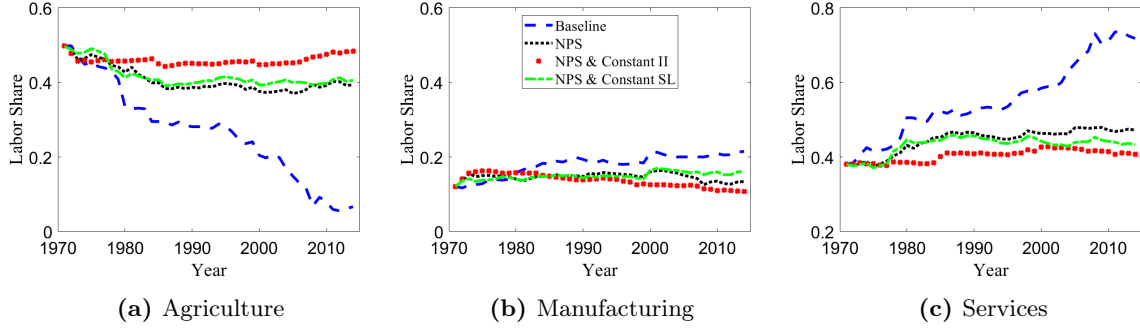 0.6
0.4
0.2
0
Labor Share
1970 1980 1990 2000 2010
Year
(a) Agriculture
0.6
0.4
0.2
0
Labor Share
Baseline
NPS
NPS & Constant II
NPS & Constant SL
1970 1980 1990 2000 2010
Year
(b) Manufacturing
0.8
0.6
0.4
0.2
Labor Share
1970 1980 1990 2000 2010
Year
(c) Services